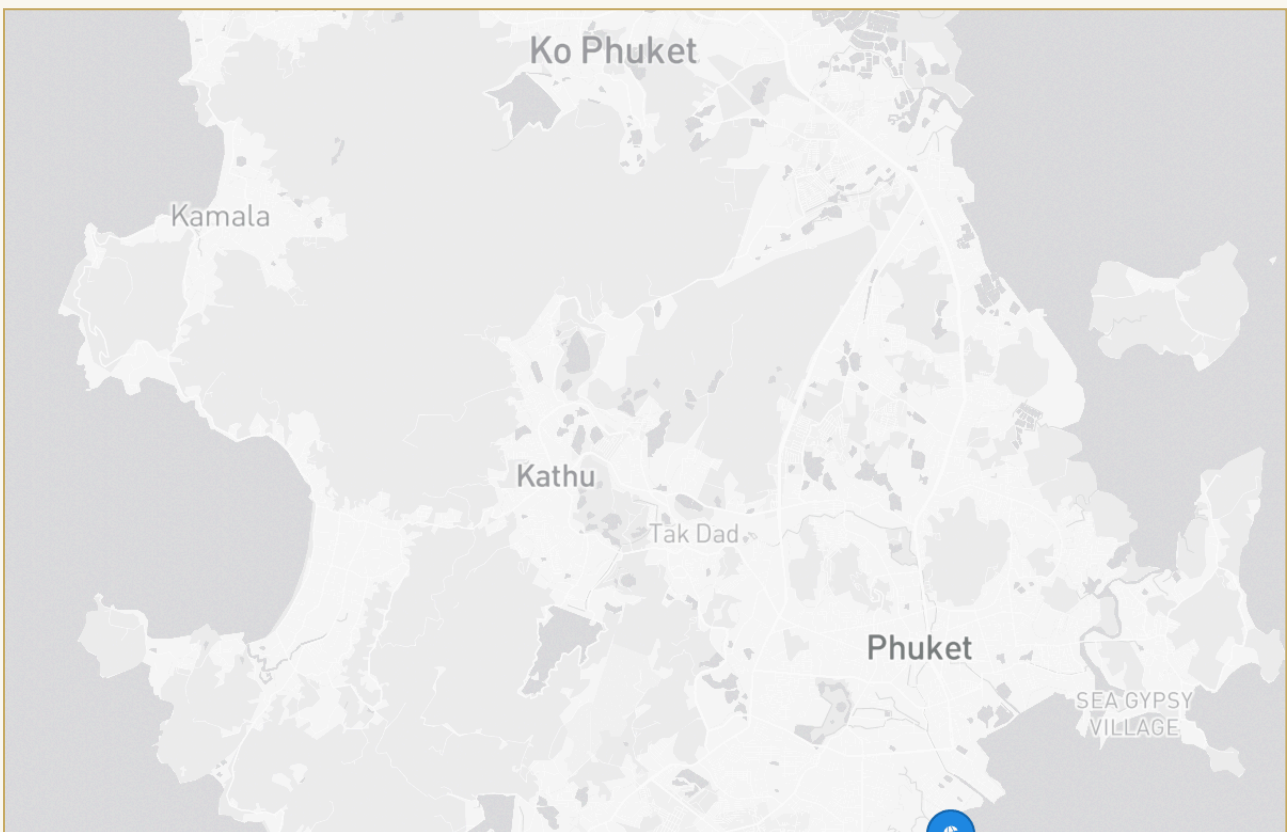 Ko Phuket
Kamala
Kathu
Tak Dad
Phuket
SEA GYPSY
VILLAGE